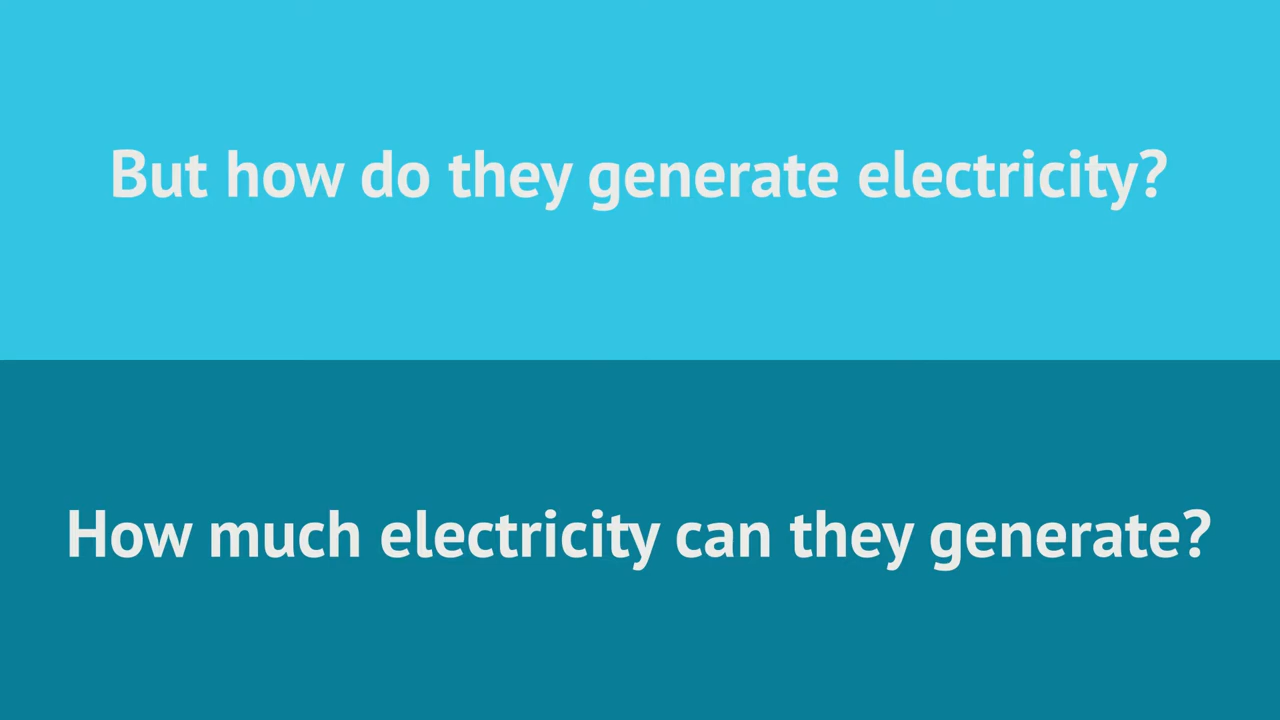 But how do they generate electricity?
How much electricity can they generate?